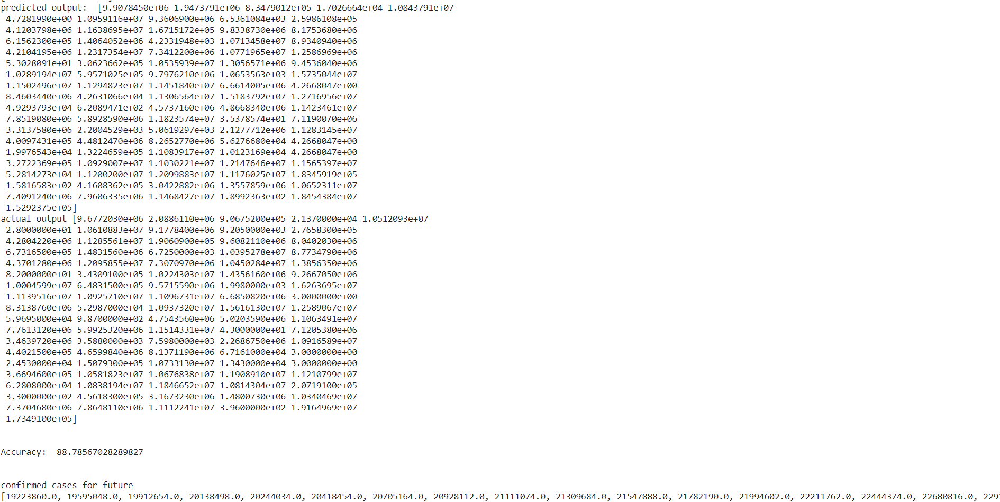 predicted output:  [9.9078450e+06 1.9473791e+06 8.3479012e+05 1.7026664e+04 1.0843791e+07
4.7281990e+00 1.0959116e+07 9.3606900e+06 6.5361084e+03 2.5986108e+05
4.1203798e+06 1.1638695e+07 1.6715172e+05 9.8338730e+06 8.1753680e+06
6.1562300e+05 1.4064052e+06 4.2331948e+03 1.0713458e+07 8.9340940e+06
4.2104195e+06 1.2317354e+07 7.3412200e+06 1.0771965e+07 1.2586969e+06
5.3028091e+01 3.0623662e+05 1.0535939e+07 1.3056571e+06 9.4536040e+06
1.0289194e+07 5.9571025e+05 9.7976210e+06 1.0653563e+03 1.5735044e+07
1.1502496e+07 1.1294823e+07 1.1451840e+07 6.6614005e+06 4.2668047e+00
8.4603440e+06 4.2631066e+04 1.1306564e+07 1.5183792e+07 1.2716956e+07
4.9293793e+04 6.2089471e+02 4.5737160e+06 4.8668340e+06 1.1423461e+07
7.8519080e+06 5.8928590e+06 1.1823574e+07 3.5378574e+01 7.1190070e+06
3.3137580e+06 2.2004529e+03 5.0619297e+03 2.1277712e+06 1.1283145e+07
4.0097431e+05 4.4812470e+06 8.2652770e+06 5.6276680e+04 4.2668047e+00
1.9976543e+04 1.3224659e+05 1.1083917e+07 1.0123169e+04 4.2668047e+00
3.2722369e+05 1.0929007e+07 1.1030221e+07 1.2147646e+07 1.1565397e+07
5.2814273e+04 1.1200200e+07 1.2099883e+07 1.1176025e+07 1.8345919e+05
1.5816583e+02 4.1608362e+05 3.0422882e+06 1.3557859e+06 1.0652311e+07
7.4091240e+06 7.9606335e+06 1.1468427e+07 1.8992363e+02 1.8454384e+07
1.5292375e+05]
actual output [9.6772030e+06 2.0886110e+06 9.0675200e+05 2.1370000e+04 1.0512093e+07
2.8000000e+01 1.0610883e+07 9.1778400e+06 9.2050000e+03 2.7658300e+05
4.2804220e+06 1.1285561e+07 1.9060900e+05 9.6082110e+06 8.0402030e+06
6.7316500e+05 1.4831560e+06 6.7250000e+03 1.0395278e+07 8.7734790e+06
4.3701280e+06 1.2095855e+07 7.3070970e+06 1.0450284e+07 1.3856350e+06
8.2000000e+01 3.4309100e+05 1.0224303e+07 1.4356160e+06 9.2667050e+06
1.0004599e+07 6.4831500e+05 9.5715590e+06 1.9980000e+03 1.6263695e+07
1.1139516e+07 1.0925710e+07 1.1096731e+07 6.6850820e+06 3.0000000e+00
8.3138760e+06 5.2987000e+04 1.0937320e+07 1.5616130e+07 1.2589067e+07
5.9695000e+04 9.8700000e+02 4.7543560e+06 5.0203590e+06 1.1063491e+07
7.7613120e+06 5.9925320e+06 1.1514331e+07 4.3000000e+01 7.1205380e+06
3.4639720e+06 3.5880000e+03 7.5980000e+03 2.2686750e+06 1.0916589e+07
4.4021500e+05 4.6599840e+06 8.1371190e+06 6.7161000e+04 3.0000000e+00
2.4530000e+04 1.5079300e+05 1.0733130e+07 1.3430000e+04 3.0000000e+00
3.6694600e+05 1.0581823e+07 1.0676838e+07 1.1908910e+07 1.1210799e+07
6.2808000e+04 1.0838194e+07 1.1846652e+07 1.0814304e+07 2.0719100e+05
3.3000000e+02 4.5618300e+05 3.1673230e+06 1.4800730e+06 1.0340469e+07
7.3704680e+06 7.8648110e+06 1.1112241e+07 3.9600000e+02 1.9164969e+07
1.7349100e+05]
Accuracy:  88.78567028289827
confirmed cases for future
[19223860.0, 19595048.0, 19912654.0, 20138498.0, 20244034.0, 20418454.0, 20705164.0, 20928112.0, 21111074.0, 21309684.0, 21547888.0, 21782190.0, 21994602.0, 22211762.0, 22444374.0, 22680816.0,